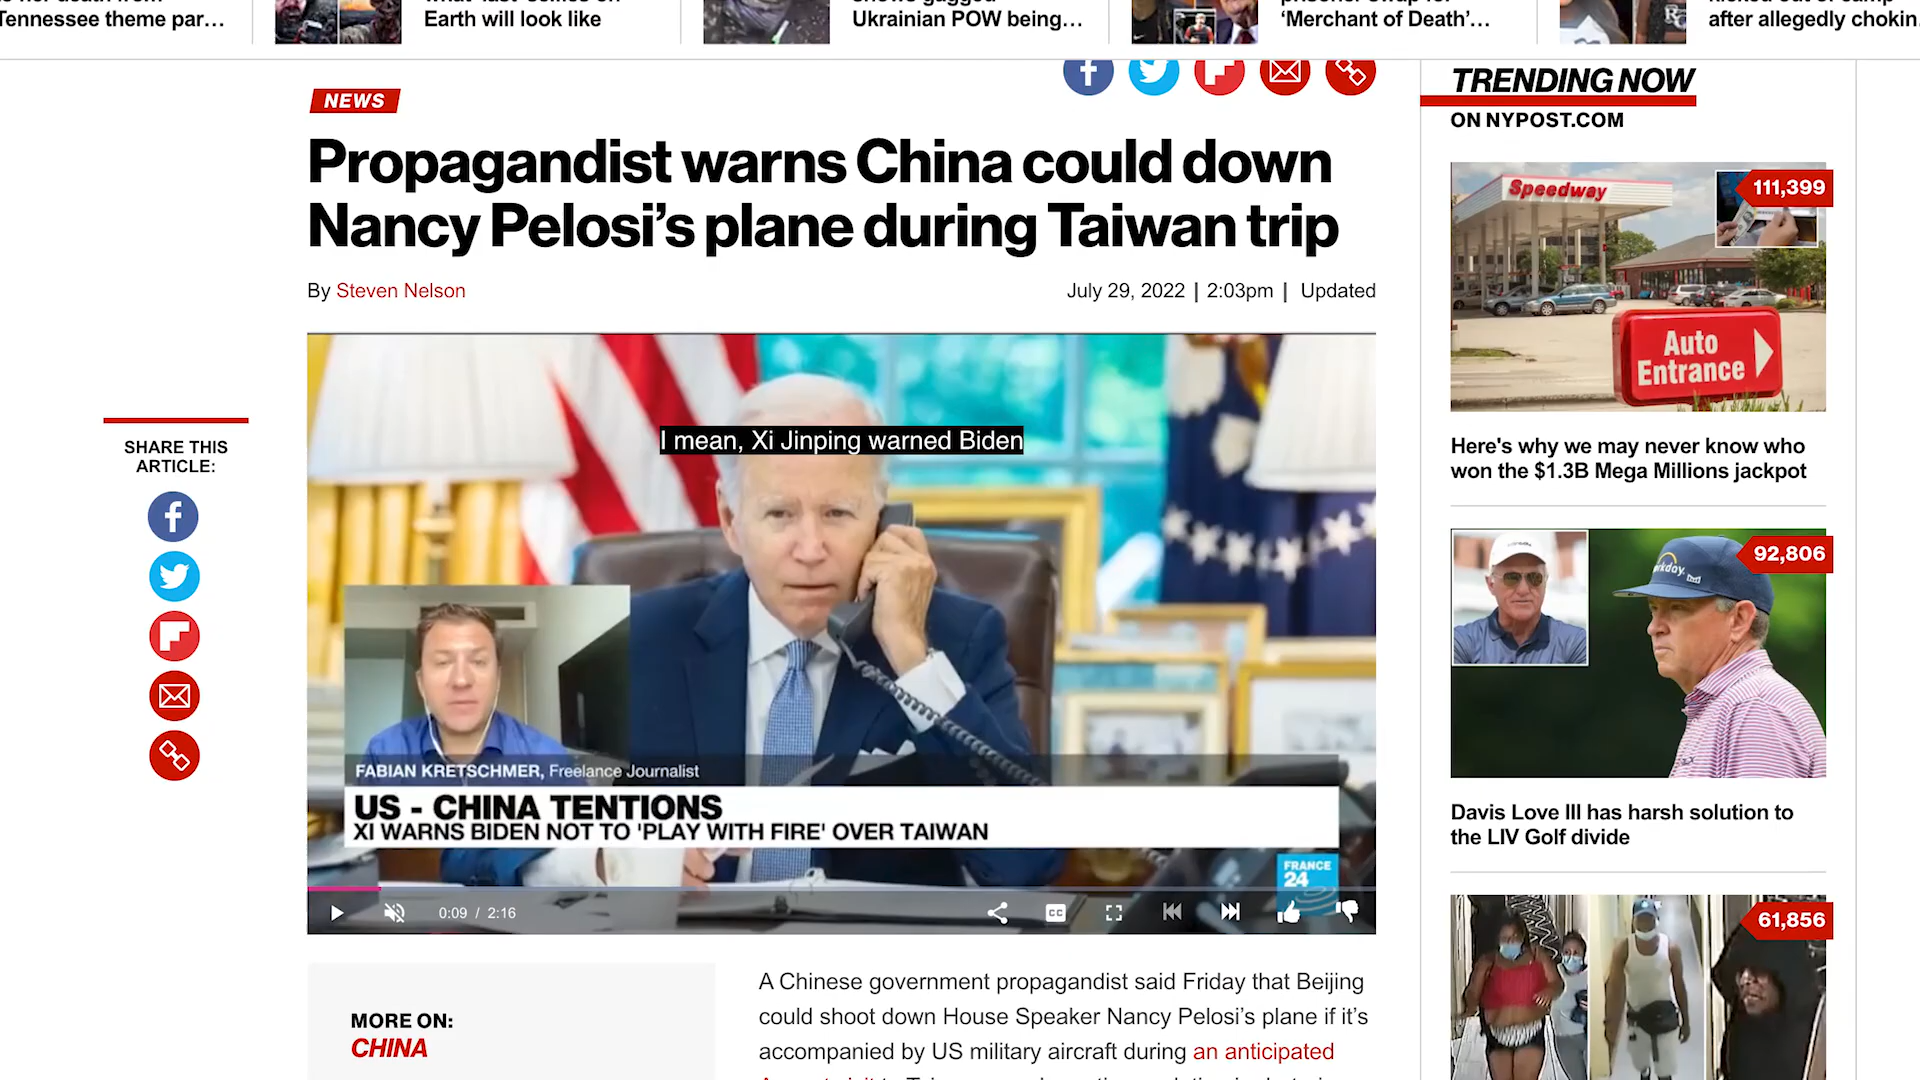 Tennessee theme par...
Earth will look like
Ukrainian POW being...
'Merchant of Death'...
after allegedly chokin
NEWS
Propagandist warns China could down
Nancy Pelosi's plane during Taiwan trip
By Steven Nelson
July 29, 2022 | 2:03pm | Updated
SHARE THIS
ARTICLE:
I mean, Xi Jinping warned Biden
FABIAN KRETSCHMER, Freelance Journalist
US - CHINA TENTIONS
XI WARNS BIDEN NOT TO 'PLAY WITH FIRE' OVER TAIWAN
FRANCE
24
0:09 / 2:16
CC
MORE ON:
CHINA
A Chinese government propagandist said Friday that Beijing
could shoot down House Speaker Nancy Pelosi's plane if it's
accompanied by US military aircraft during an anticipated
TRENDING NOW
ON NYPOST.COM
Speedway
111,399
Auto
Entrance
Here's why we may never know who
won the $1.3B Mega Millions jackpot
92,806
Davis Love III has harsh solution to
the LIV Golf divide
61,856